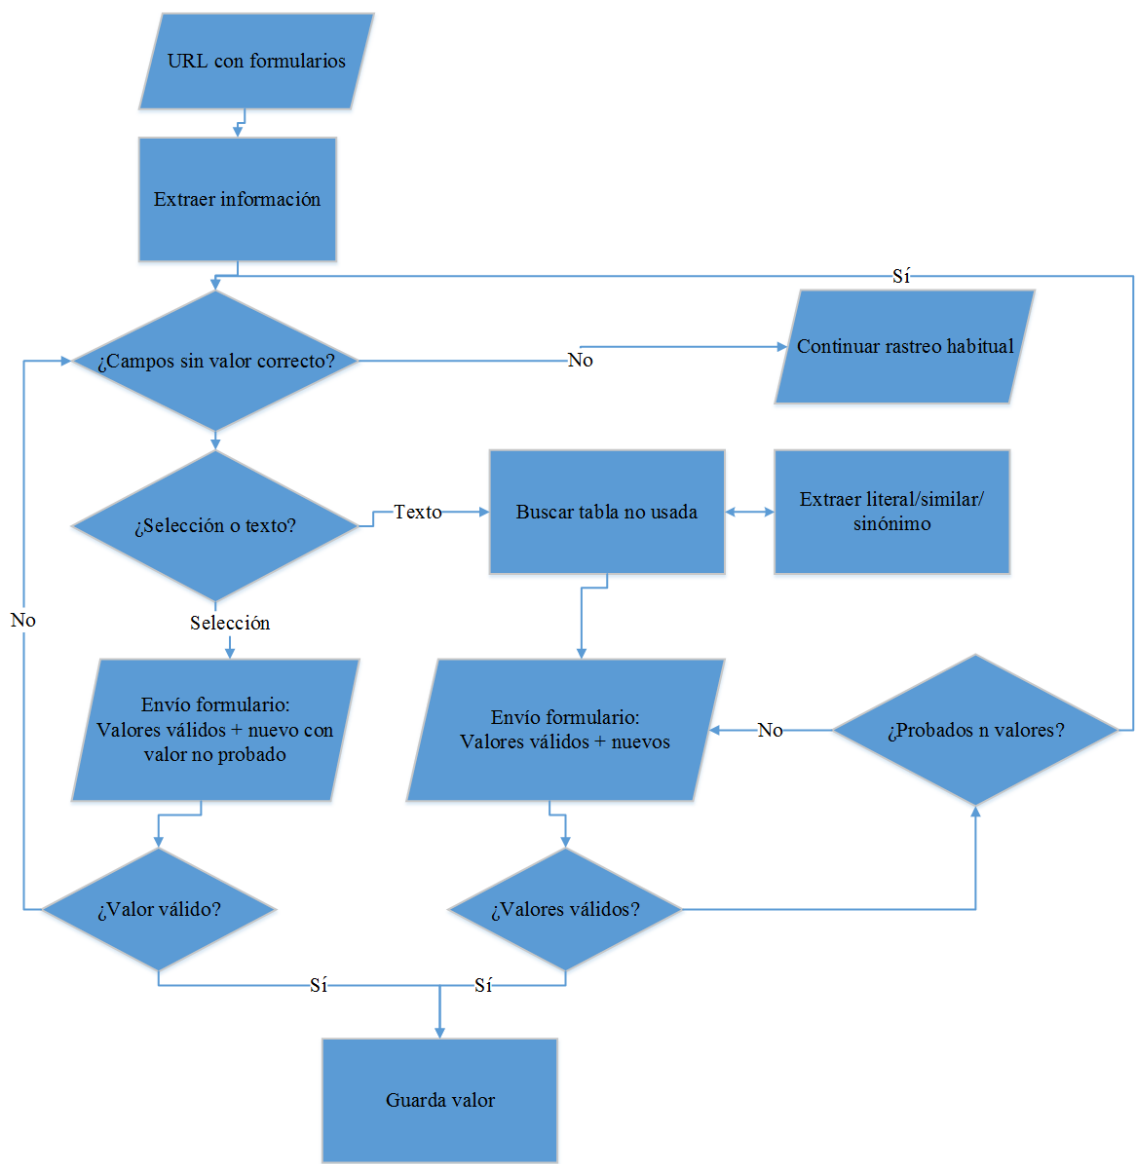 URL con formularios
Extraer información
Sí
¿Campos sin valor correcto?
No
Continuar rastreo habitual
¿Selección o texto?
Texto
Buscar tabla no usada
Extraer literal/similar/
sinónimo
No
Selección
Envío formulario:
Valores válidos + nuevo con
valor no probado
Envío formulario:
Valores válidos + nuevos
No
¿Probados n valores?
¿Valor válido?
¿Valores válidos?
Sí
Sí
Guarda valor